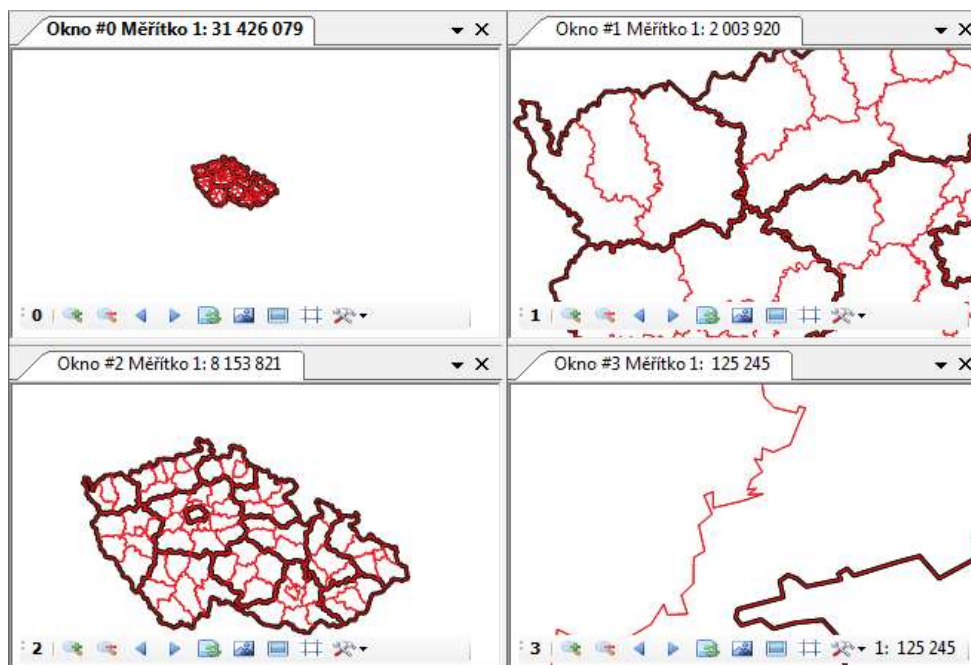 Okno #0 Měřítko 1: 31 426 079
Okno #1 Měřítko 1: 2 003 920
0
1
Okno #2 Měřítko 1: 8 153 821
Okno #3 Měřítko 1: 125 245
2
3 1: 125 245